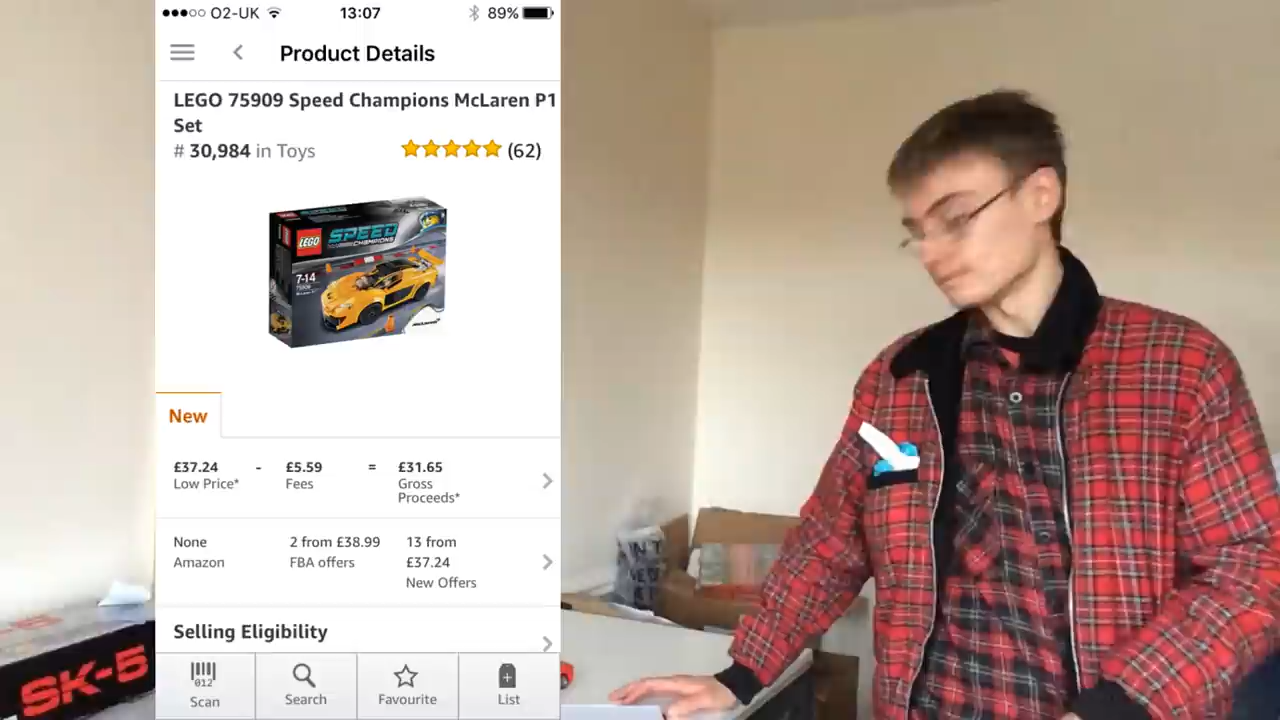 O2-UK 13:07 89%
Product Details
LEGO 75909 Speed Champions McLaren P1
Set
# 30,984 in Toys (62)
LEGO SPEED
CHAMPIONS
7-14
75909
New
£37.24 - £5.59 = £31.65
Low Price* Fees Gross
Proceeds*
None 2 from £38.99 13 from
Amazon FBA offers £37.24
New Offers
Selling Eligibility
012
Scan Search Favourite List
SK-5